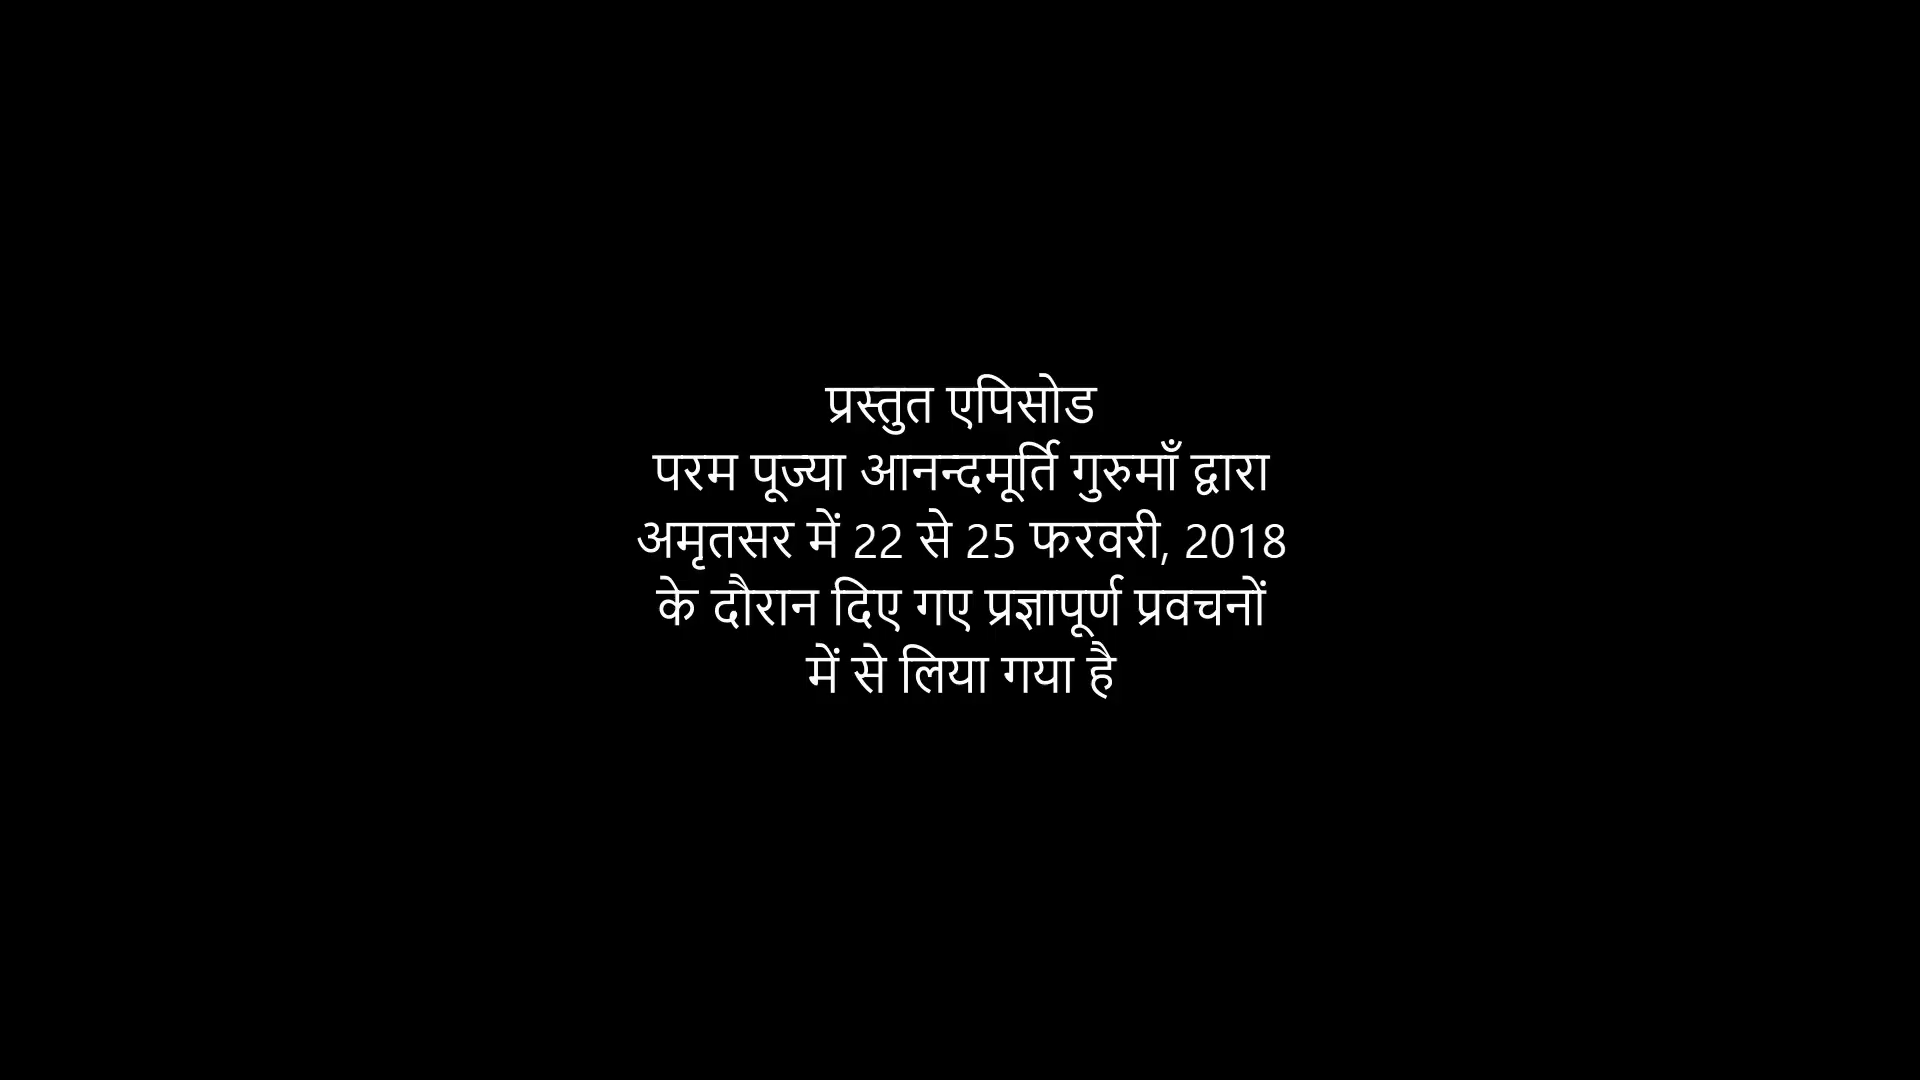 प्रस्तुत एपिसोड
परम पूज्या आनन्दमूर्ति गुरुमाँ द्वारा
अमृतसर में 22 से 25 फरवरी, 2018
के दौरान दिए गए प्रज्ञापूर्ण प्रवचनों
में से लिया गया है